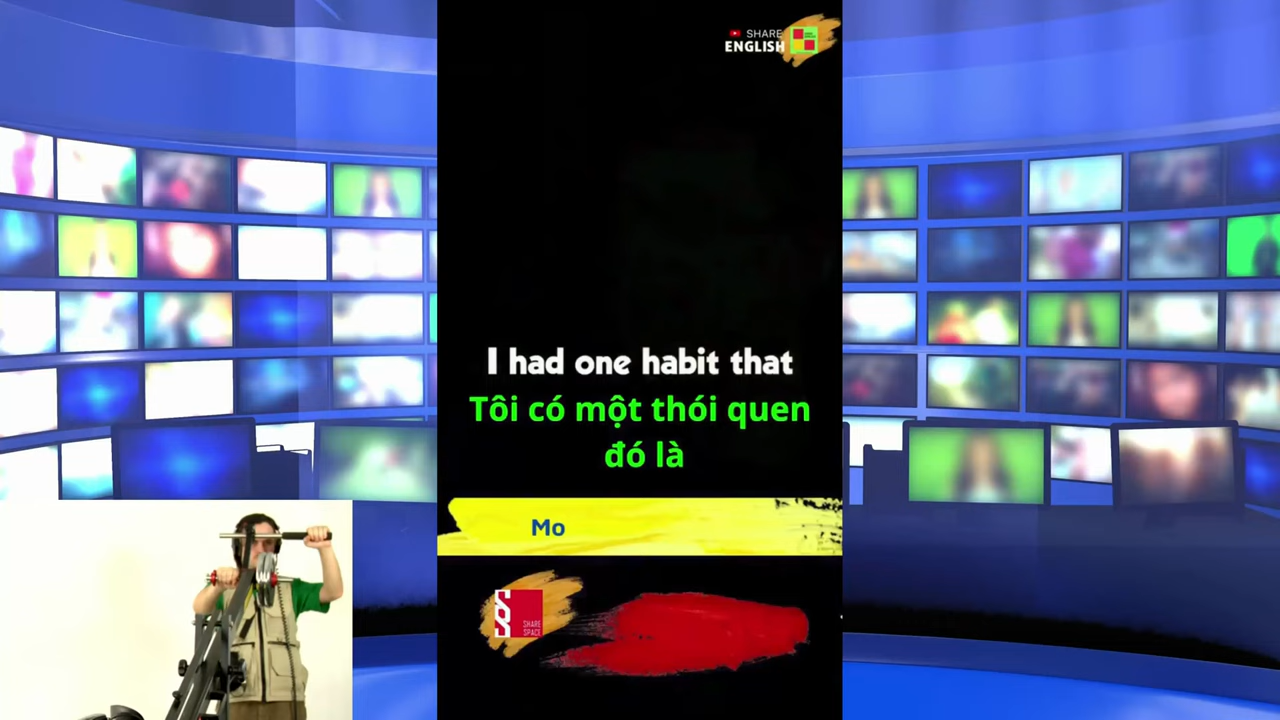 SHARE
ENGLISH
I had one habit that
Tôi có một thói quen
đó là
Mo
SHARE
SPACE